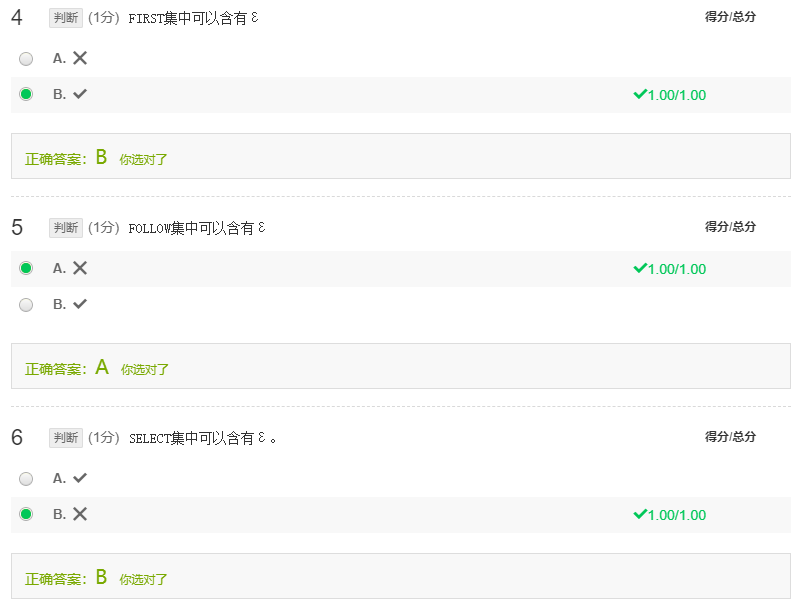 4 判断 (1分) FIRST集中可以含有ε 得分/总分
A. ✕
B. ✓ ✓1.00/1.00
正确答案：B 你选对了
5 判断 (1分) FOLLOW集中可以含有ε 得分/总分
A. ✕ ✓1.00/1.00
B. ✓
正确答案：A 你选对了
6 判断 (1分) SELECT集中可以含有ε。 得分/总分
A. ✓
B. ✕ ✓1.00/1.00
正确答案：B 你选对了